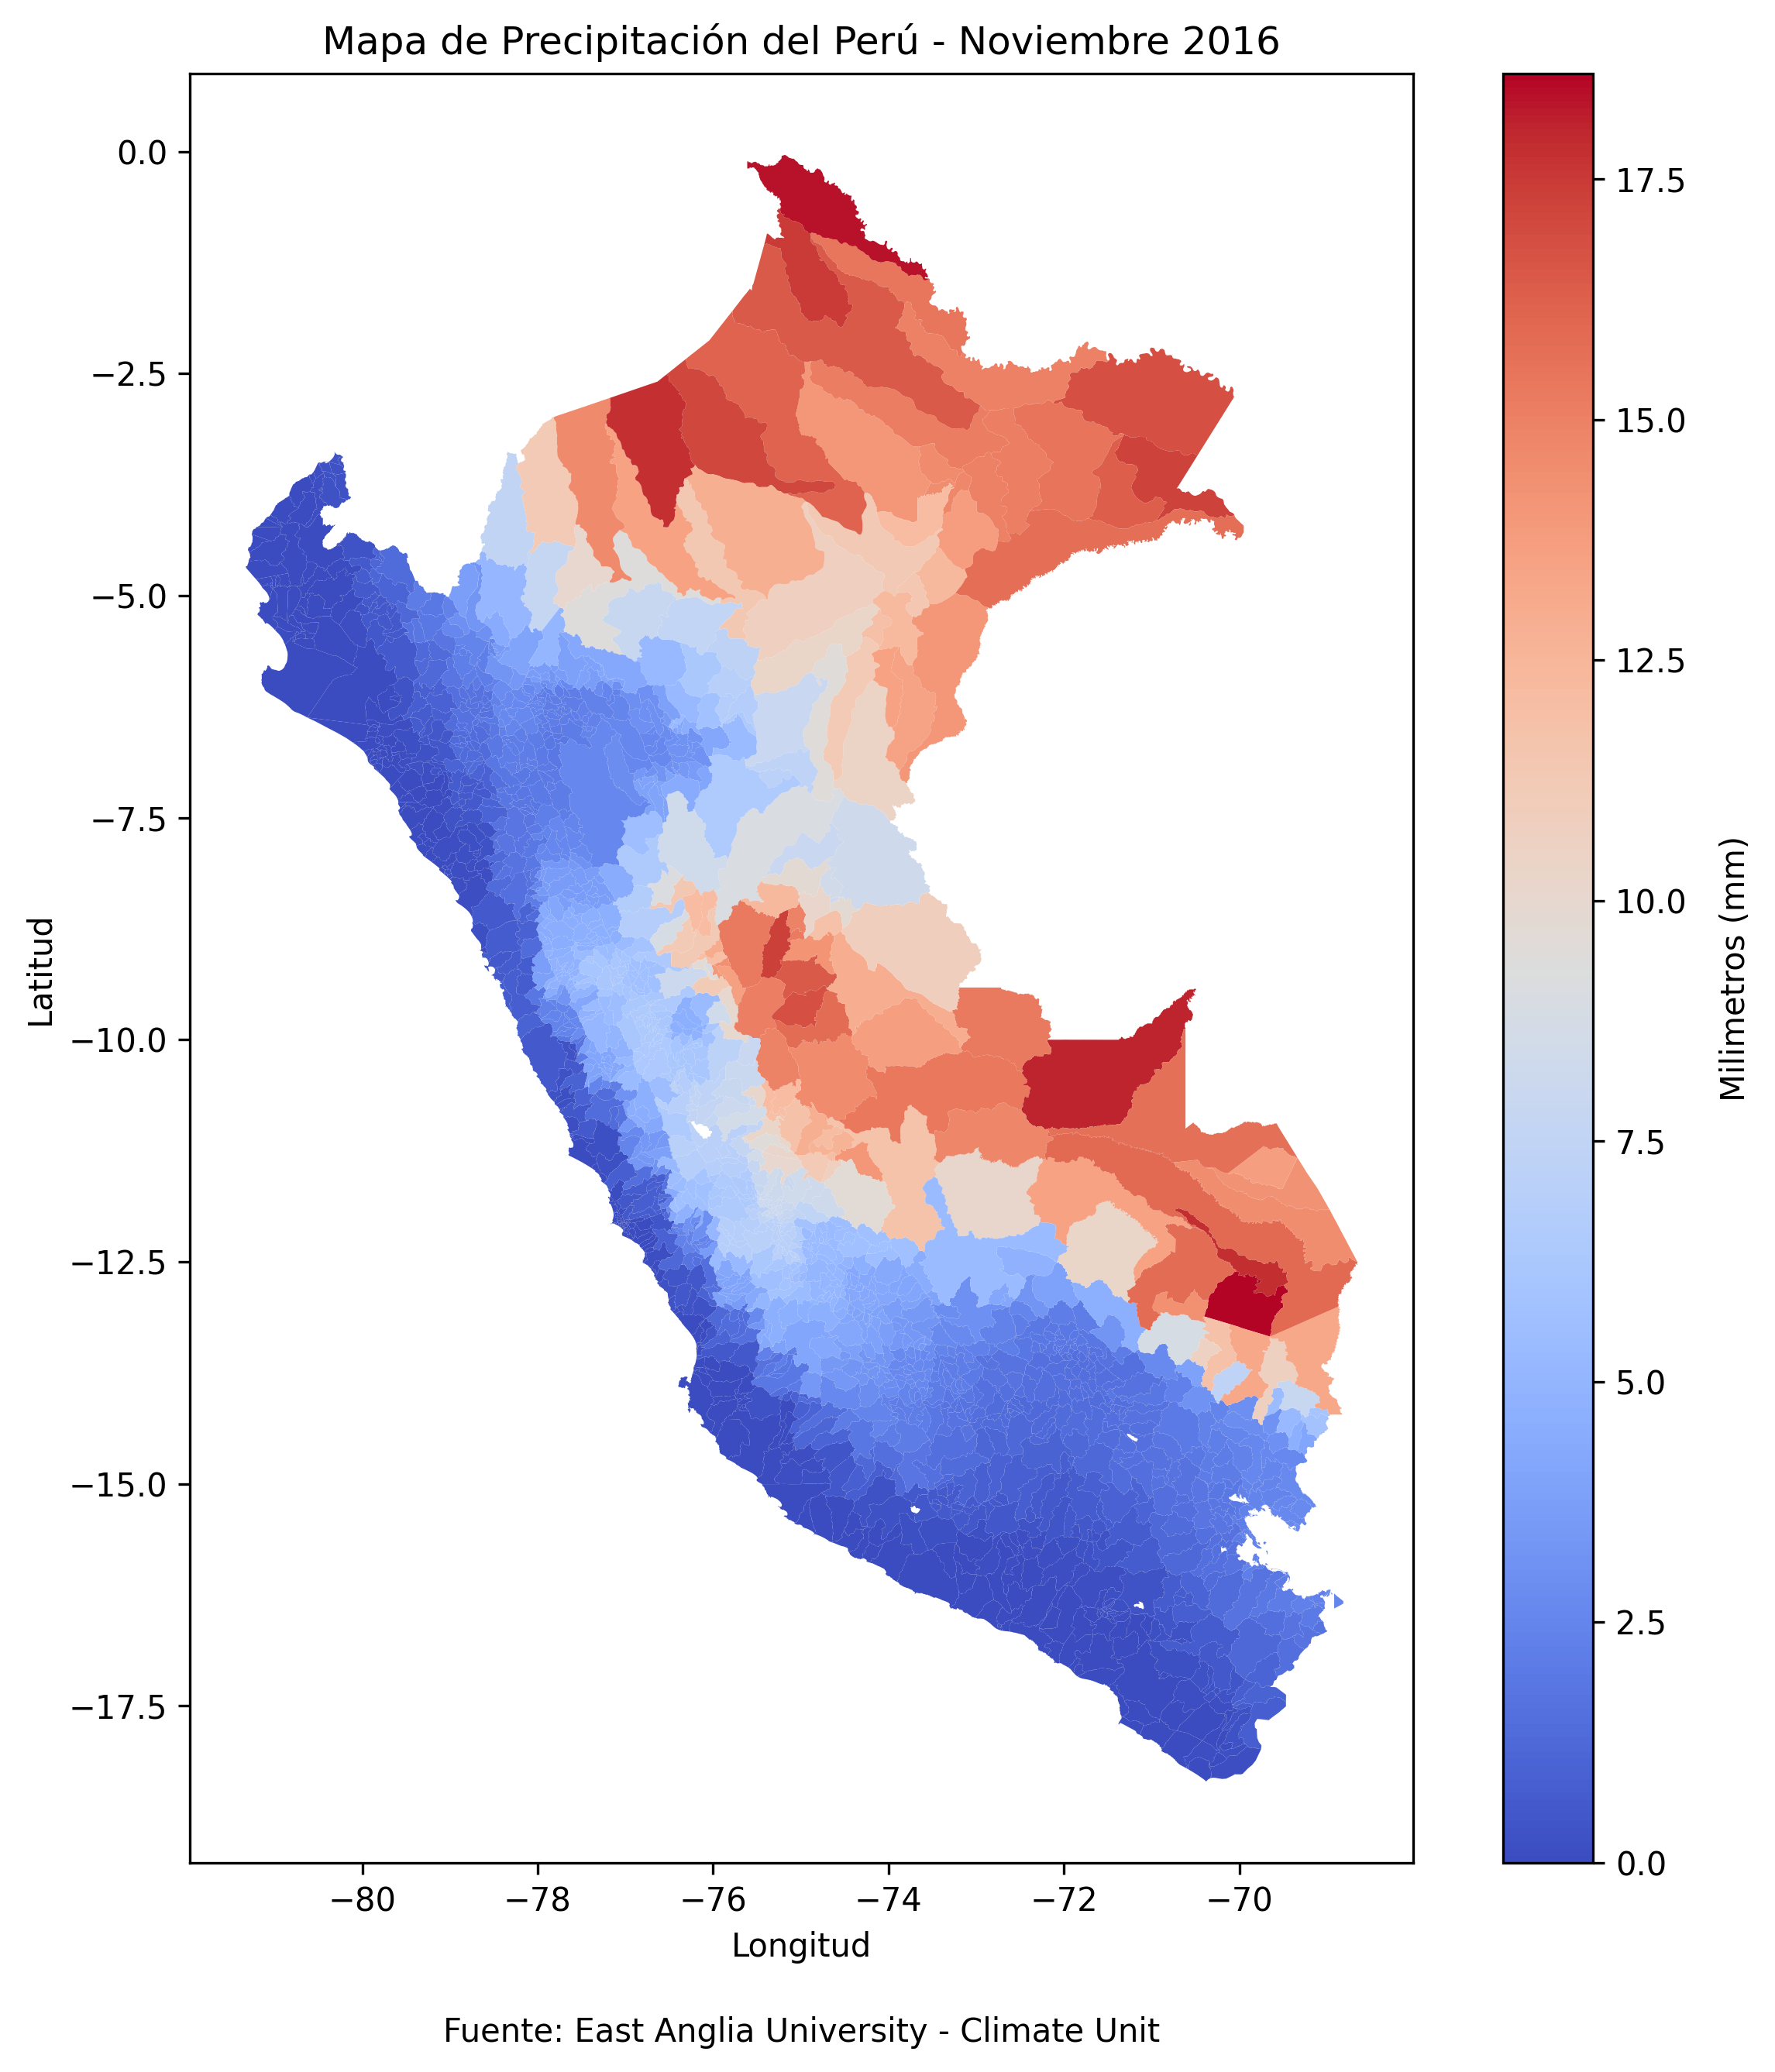 Mapa de Precipitación del Perú - Noviembre 2016
0.0
−2.5
−5.0
−7.5
−10.0
−12.5
−15.0
−17.5
Latitud
−80 −78 −76 −74 −72 −70
Longitud
17.5
15.0
12.5
10.0
7.5
5.0
2.5
0.0
Milimetros (mm)
Fuente: East Anglia University - Climate Unit